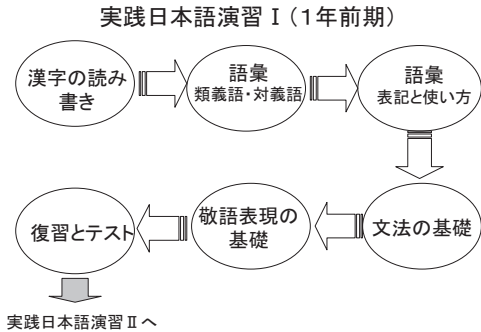 実践日本語演習Ⅰ（１年前期）
漢字の読み
書き
語彙
類義語・対義語
語彙
表記と使い方
文法の基礎
敬語表現の
基礎
復習とテスト
実践日本語演習Ⅱへ